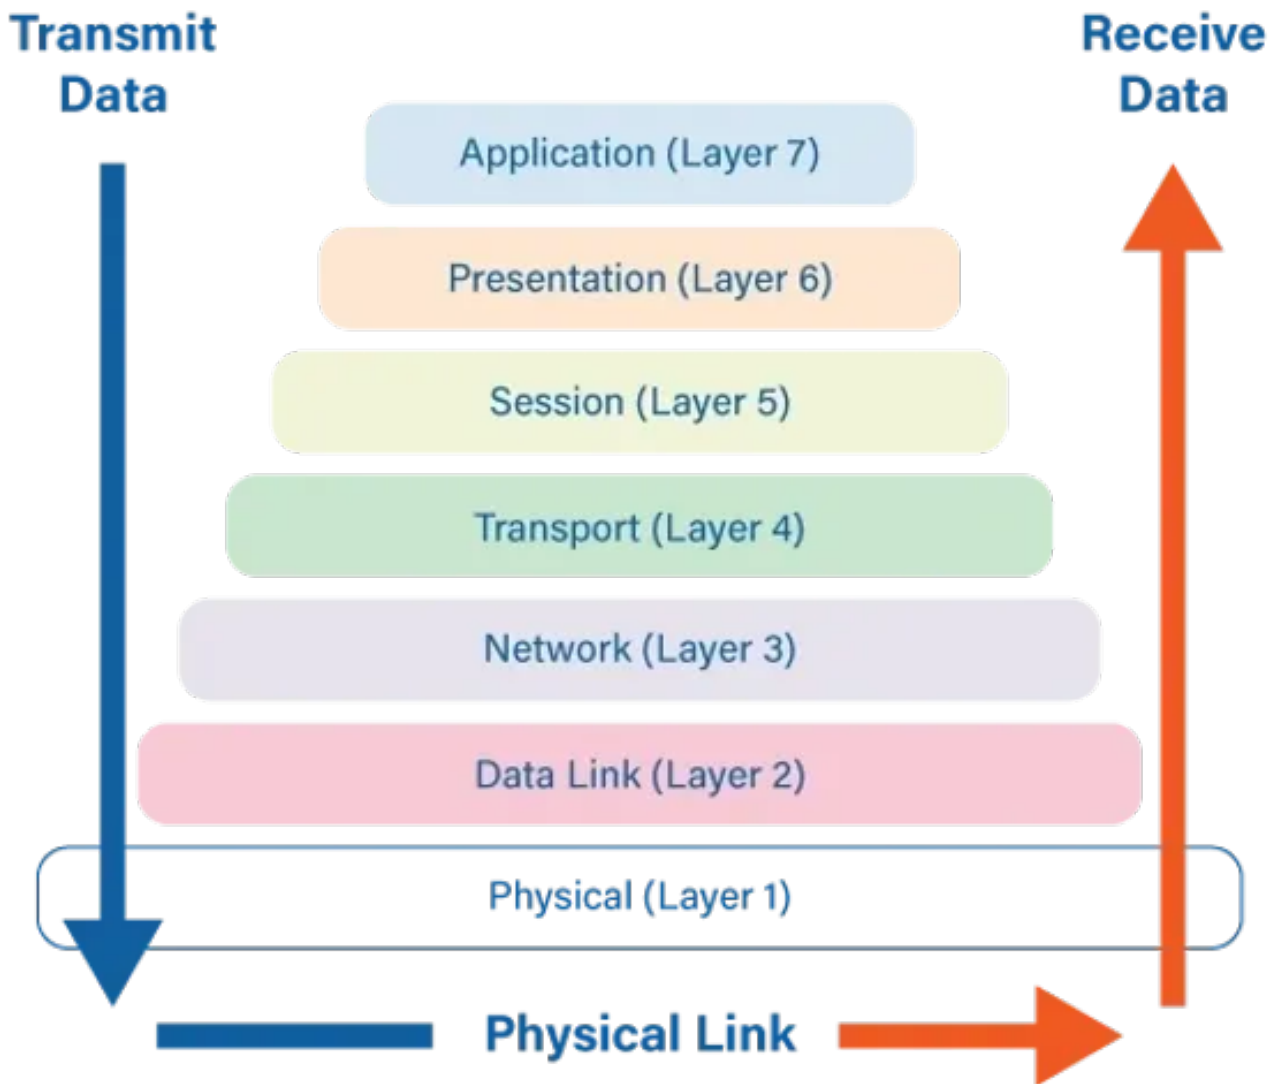 Transmit
Data
Receive
Data
Application (Layer 7)
Presentation (Layer 6)
Session (Layer 5)
Transport (Layer 4)
Network (Layer 3)
Data Link (Layer 2)
Physical (Layer 1)
Physical Link